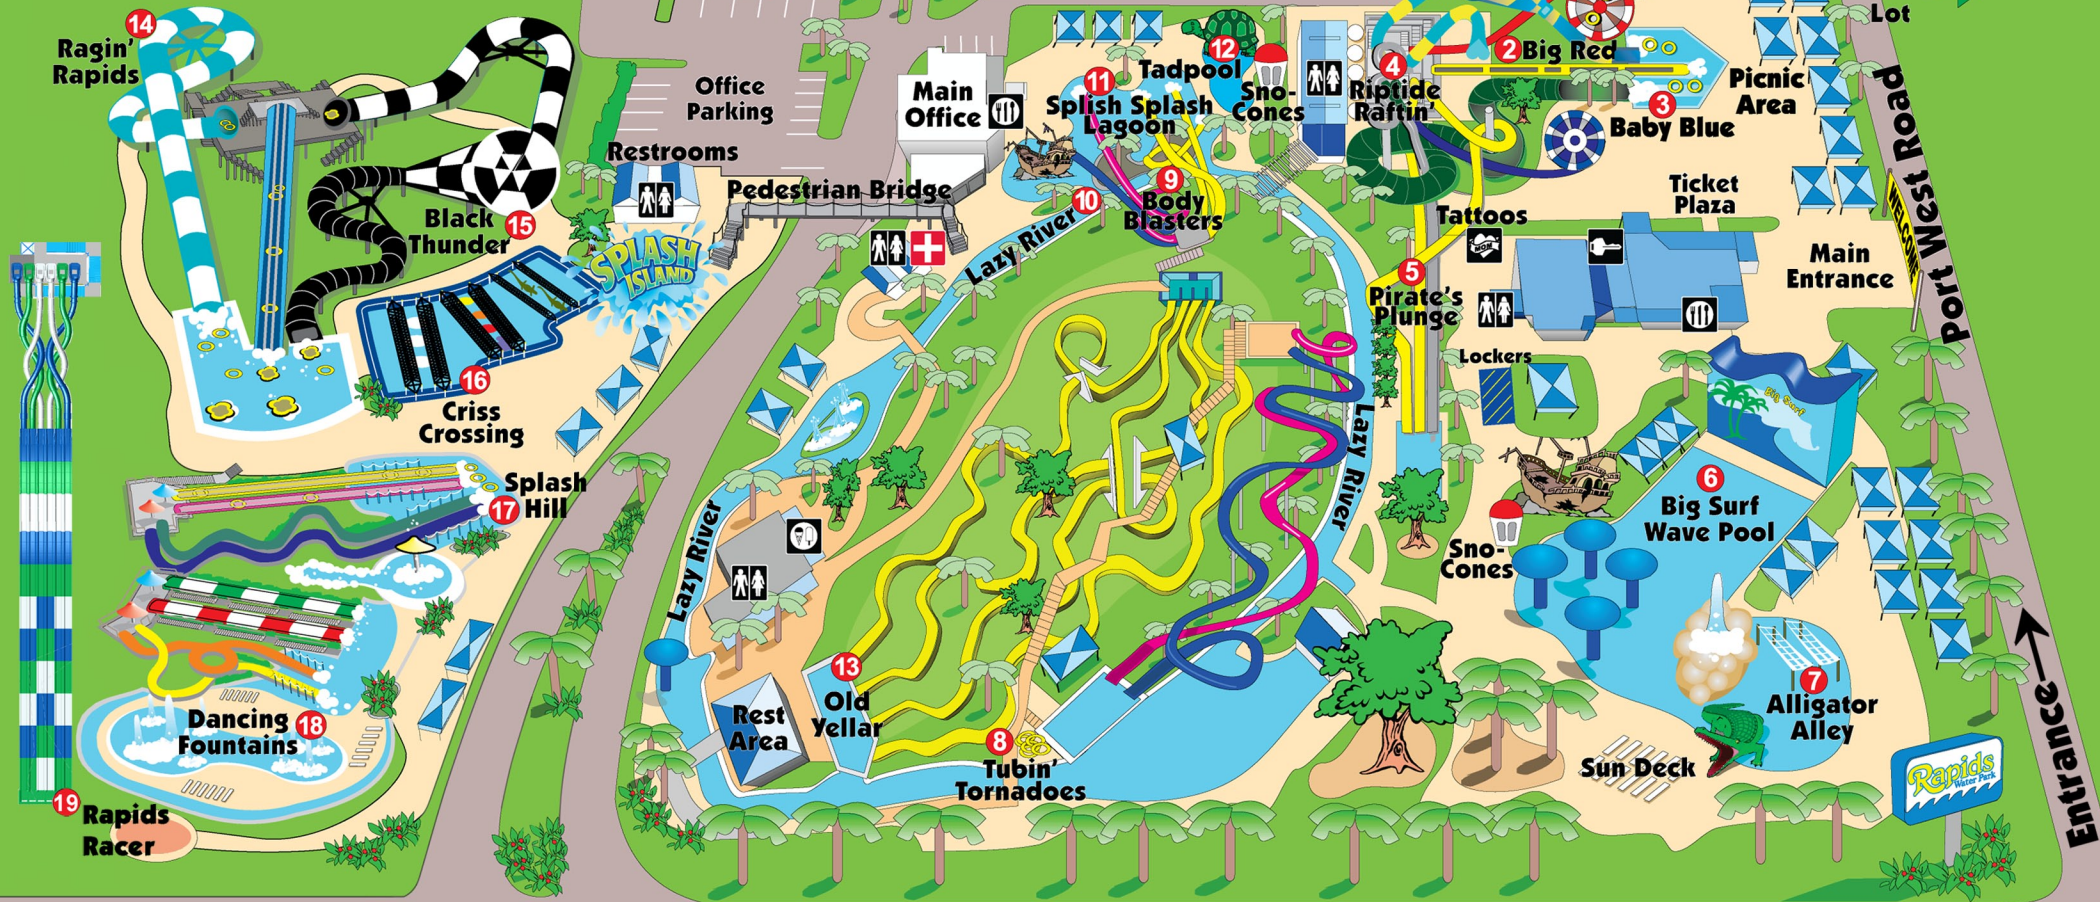 14
Ragin'
Rapids
Office
Parking
Restrooms
Pedestrian Bridge
Main
Office
11
Splish Splash
Lagoon
12
Tadpool
Sno-
Cones
4
Riptide
Raftin'
2 Big Red
3
Baby Blue
Picnic
Area
Lot
Port West Road
WELCOME
Ticket
Plaza
Main
Entrance
Tattoos
MOM
5
Pirate's
Plunge
Lockers
9
Body
Blasters
10
Lazy River
Black
Thunder
15
SPLASH
ISLAND
16
Criss
Crossing
Splash
Hill
17
Dancing
Fountains
18
19
Rapids
Racer
Lazy River
Lazy River
Rest
Area
13
Old
Yellar
8
Tubin'
Tornadoes
Big Surf
6
Big Surf
Wave Pool
Sno-
Cones
7
Alligator
Alley
Sun Deck
Rapids
Water Park
Entrance